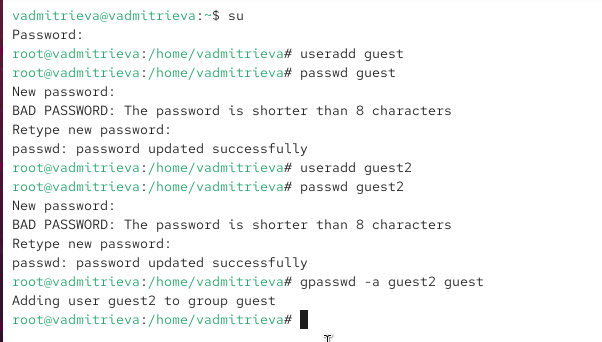 vadmitrieva@vadmitrieva:~$ su
Password:
root@vadmitrieva:/home/vadmitrieva# useradd guest
root@vadmitrieva:/home/vadmitrieva# passwd guest
New password:
BAD PASSWORD: The password is shorter than 8 characters
Retype new password:
passwd: password updated successfully
root@vadmitrieva:/home/vadmitrieva# useradd guest2
root@vadmitrieva:/home/vadmitrieva# passwd guest2
New password:
BAD PASSWORD: The password is shorter than 8 characters
Retype new password:
passwd: password updated successfully
root@vadmitrieva:/home/vadmitrieva# gpasswd -a guest2 guest
Adding user guest2 to group guest
root@vadmitrieva:/home/vadmitrieva#